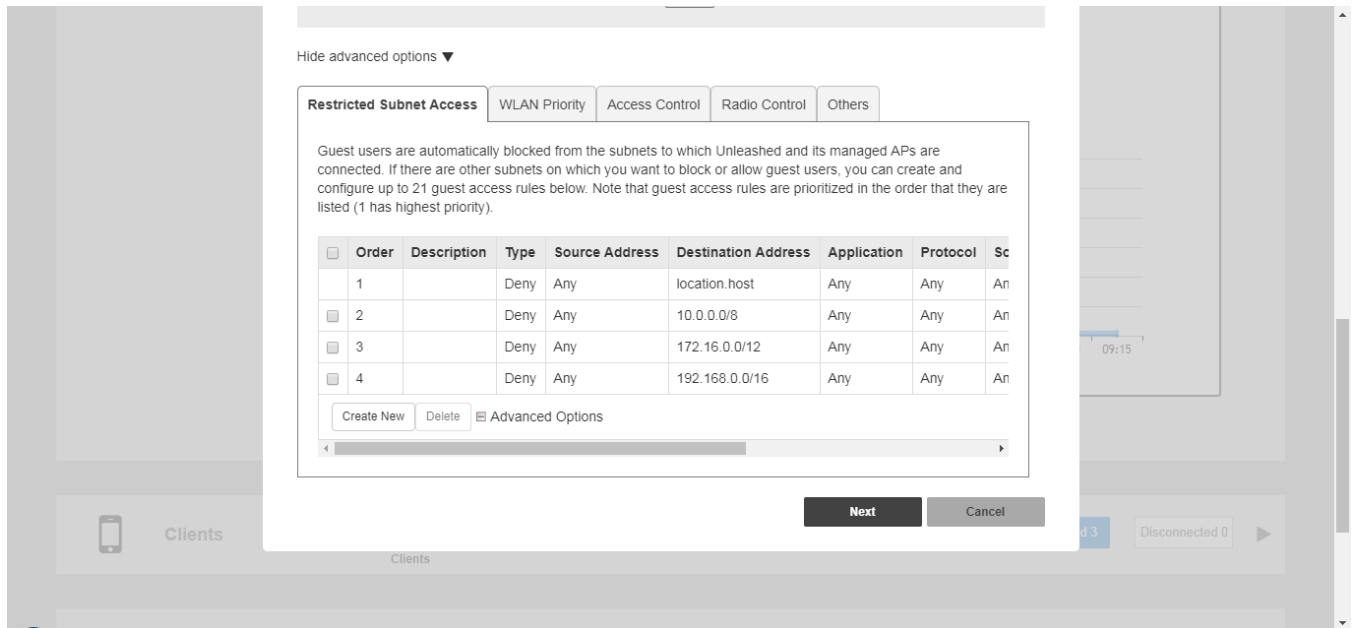 Hide advanced options ▼
Restricted Subnet Access WLAN Priority Access Control Radio Control Others
Guest users are automatically blocked from the subnets to which Unleashed and its managed APs are
connected. If there are other subnets on which you want to block or allow guest users, you can create and
configure up to 21 guest access rules below. Note that guest access rules are prioritized in the order that they are
listed (1 has highest priority).
Order Description Type Source Address Destination Address Application Protocol
1 Deny Any location.host Any Any An
2 Deny Any 10.0.0.0/8 Any Any An
3 Deny Any 172.16.0.0/12 Any Any An
4 Deny Any 192.168.0.0/16 Any Any An
09:15
Create New Delete Advanced Options
Next Cancel
Clients d 3 Disconnected 0
Clients